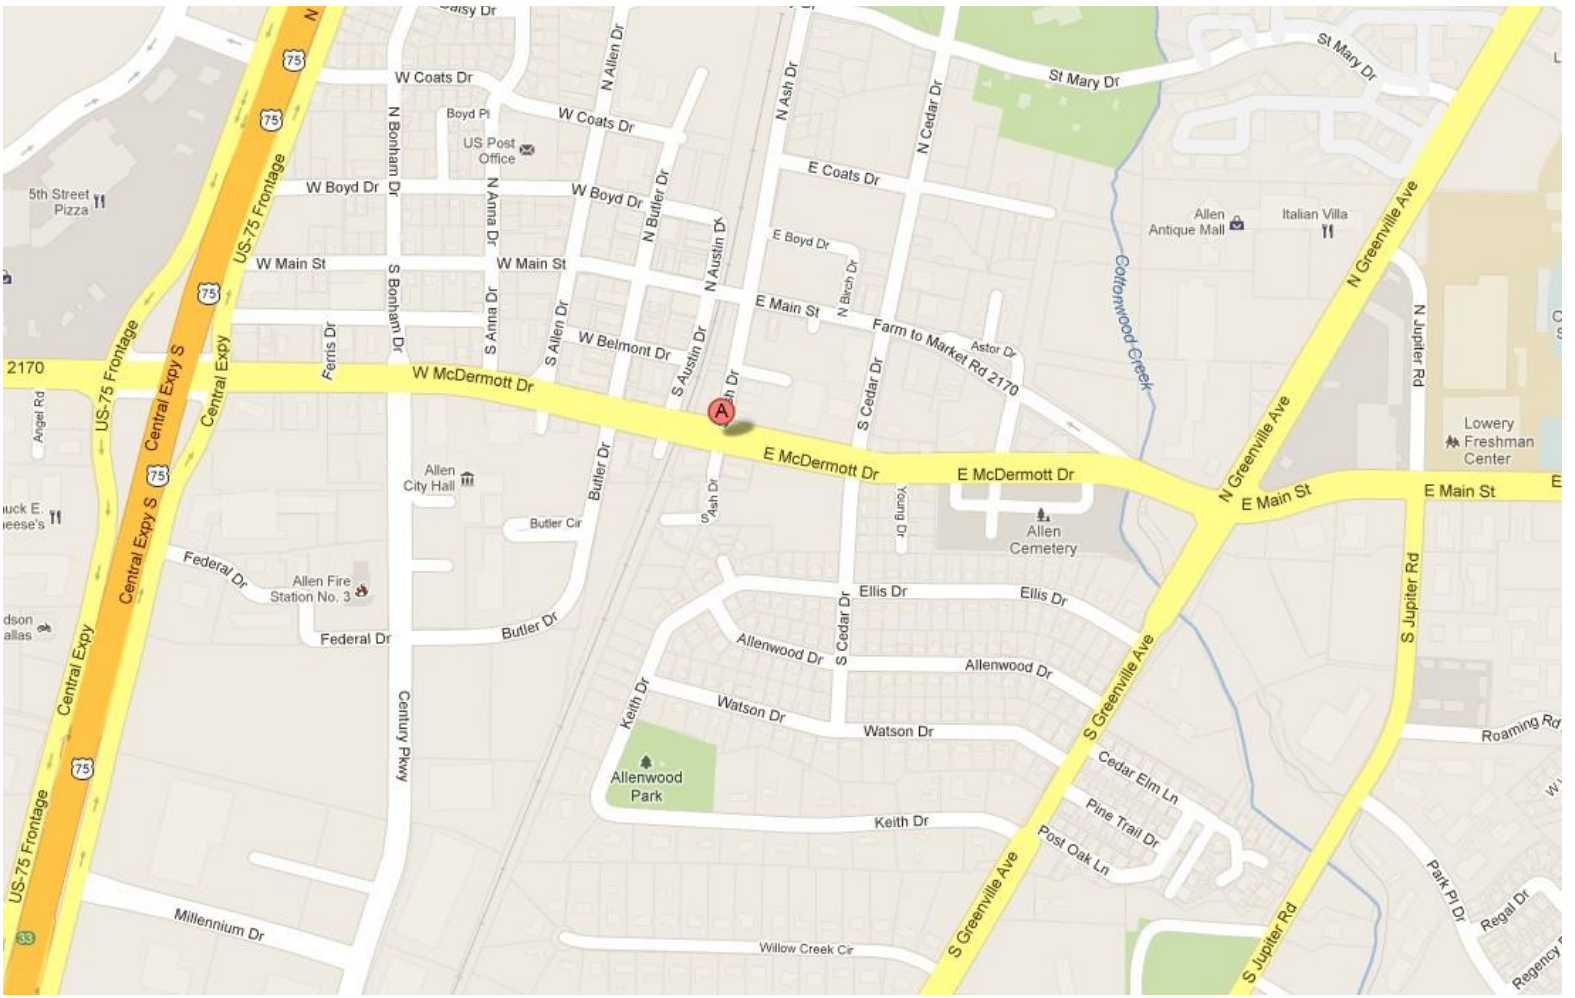 N
Daisy Dr
75
N Allen Dr
W Coats Dr
N Ash Dr
N Cedar Dr
St Mary Dr
St Mary Dr
75
Boyd Pl
W Coats Dr
N Bonham Dr
US Post
Office
US-75 Frontage
5th Street
Pizza
W Boyd Dr
N Anna Dr
W Boyd Dr
N Butler Dr
E Coats Dr
Allen
Antique Mall
Italian Villa
N Greenville Ave
E Boyd Dr
N Austin Dr
W Main St
W Main St
75
S Bonham Dr
N Birch Dr
Cottonwood Creek
E Main St
Farm to Market Rd 2170
N Jupiter Rd
S Anna Dr
S Allen Dr
W Belmont Dr
S Austin Dr
Astor Dr
Ferris Dr
US-75 Frontage
Central Expy S
Central Expy
2170
W McDermott Dr
S Cedar Dr
Angel Rd
A
E McDermott Dr
E McDermott Dr
N Greenville Ave
E Main St
E Main St
E
Lowery
Freshman
Center
75
Allen
City Hall
Butler Dr
S Ash Dr
Young Dr
Allen
Cemetery
Butler Cir
Central Expy S
Federal Dr
Allen Fire
Station No. 3
Federal Dr
Butler Dr
Ellis Dr
Ellis Dr
S Cedar Dr
S Jupiter Rd
Allenwood Dr
Allenwood Dr
S Greenville Ave
Central Expy
Century Pkwy
Keith Dr
Watson Dr
Watson Dr
Roaming Rd
75
Allenwood
Park
Cedar Elm Ln
Pine Trail Dr
Keith Dr
Post Oak Ln
US-75 Frontage
S Greenville Ave
Park Pl Dr
Regal Dr
Millennium Dr
33
Willow Creek Cir
S Jupiter Rd
Regency